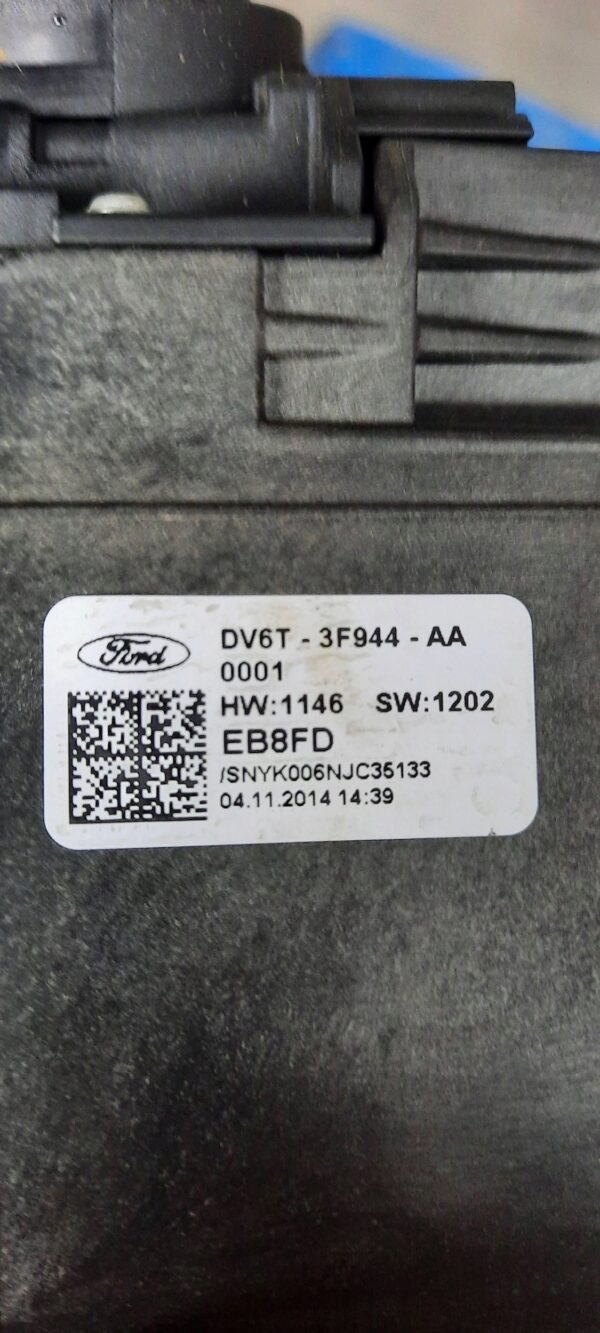 Ford
DV6T - 3F944 - AA
0001
HW:1146 SW:1202
EB8FD
/SNYK006NJC35133
04.11.2014 14:39